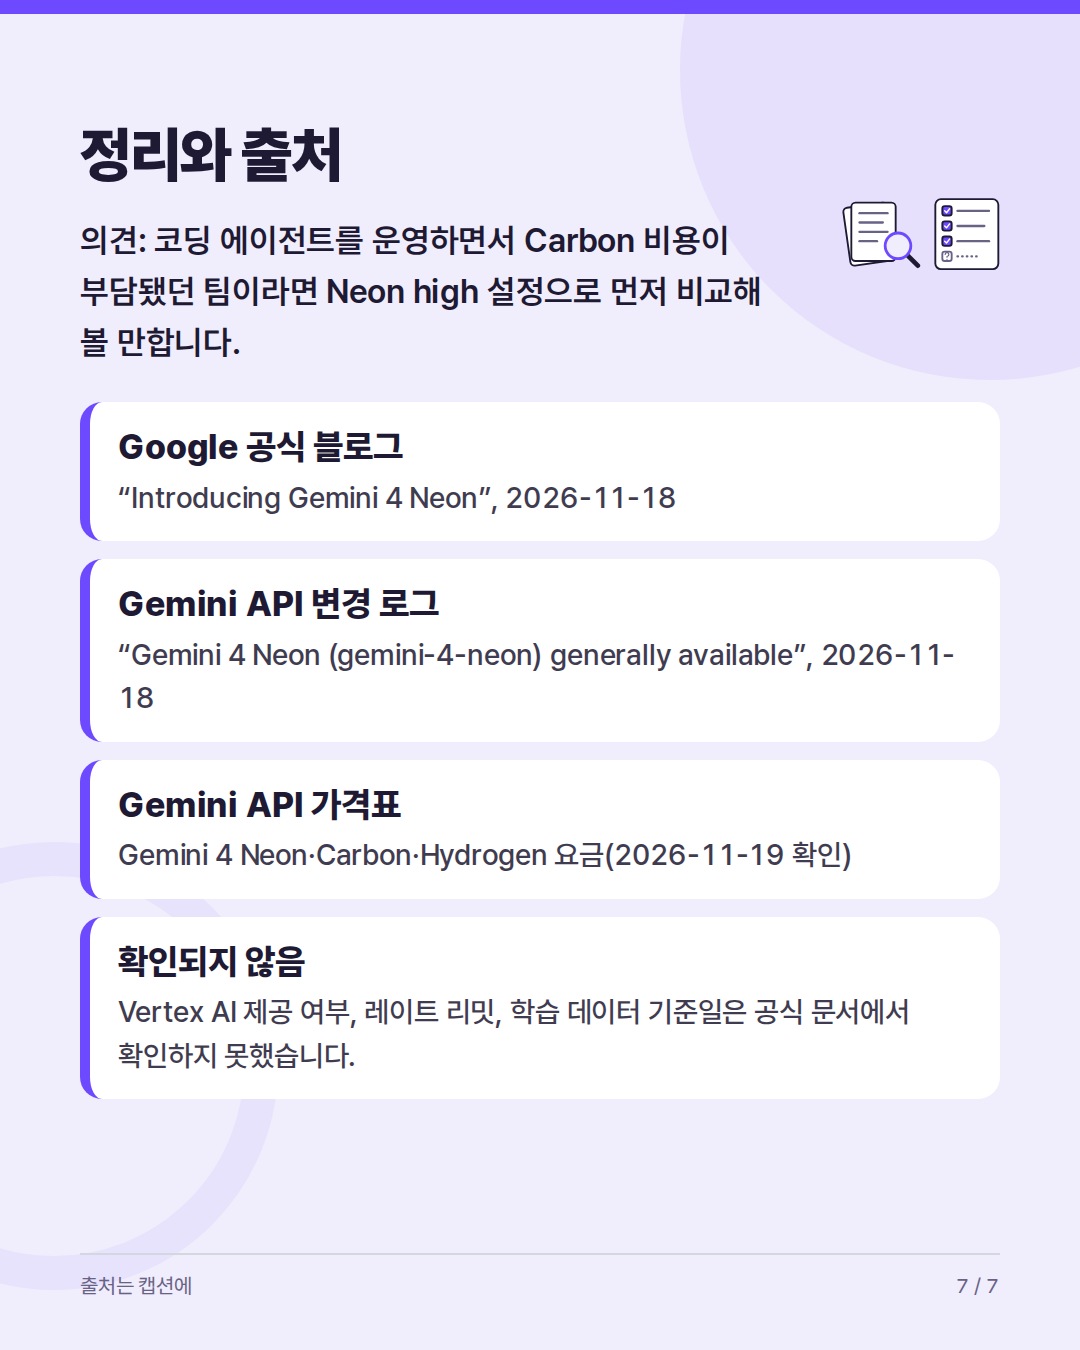 정리와 출처
의견: 코딩 에이전트를 운영하면서 Carbon 비용이
부담됐던 팀이라면 Neon high 설정으로 먼저 비교해
볼 만합니다.
Google 공식 블로그
“Introducing Gemini 4 Neon”, 2026-11-18
Gemini API 변경 로그
“Gemini 4 Neon (gemini-4-neon) generally available”, 2026-11-
18
Gemini API 가격표
Gemini 4 Neon·Carbon·Hydrogen 요금(2026-11-19 확인)
확인되지 않음
Vertex AI 제공 여부, 레이트 리밋, 학습 데이터 기준일은 공식 문서에서
확인하지 못했습니다.
출처는 캡션에
7 / 7